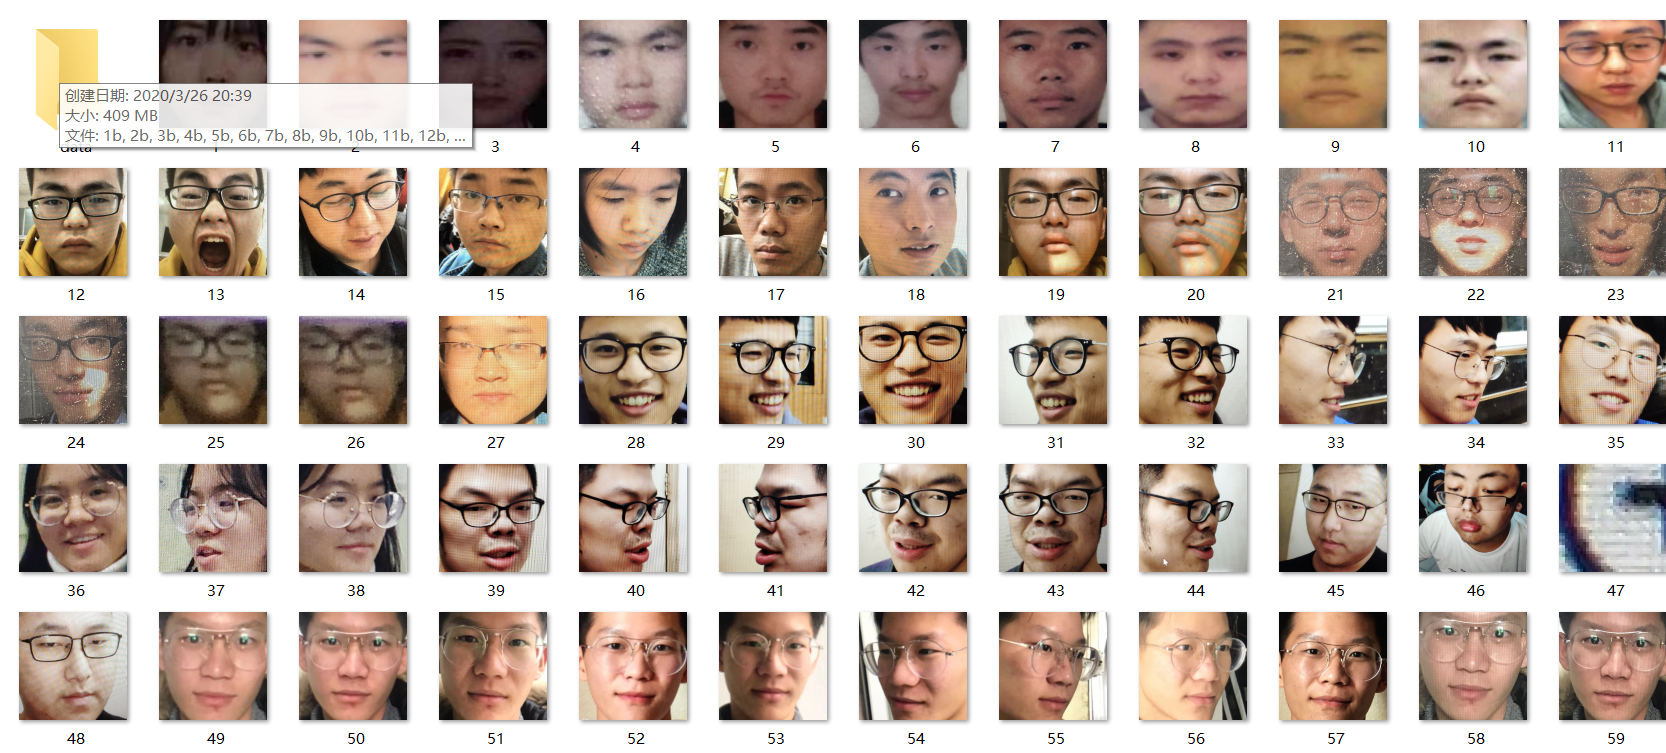 创建日期: 2020/3/26 20:39
大小: 409 MB
文件: 1b, 2b, 3b, 4b, 5b, 6b, 7b, 8b, 9b, 10b, 11b, 12b, ...
data 1 2 3 4 5 6 7 8 9 10 11
12 13 14 15 16 17 18 19 20 21 22 23
24 25 26 27 28 29 30 31 32 33 34 35
36 37 38 39 40 41 42 43 44 45 46 47
48 49 50 51 52 53 54 55 56 57 58 59